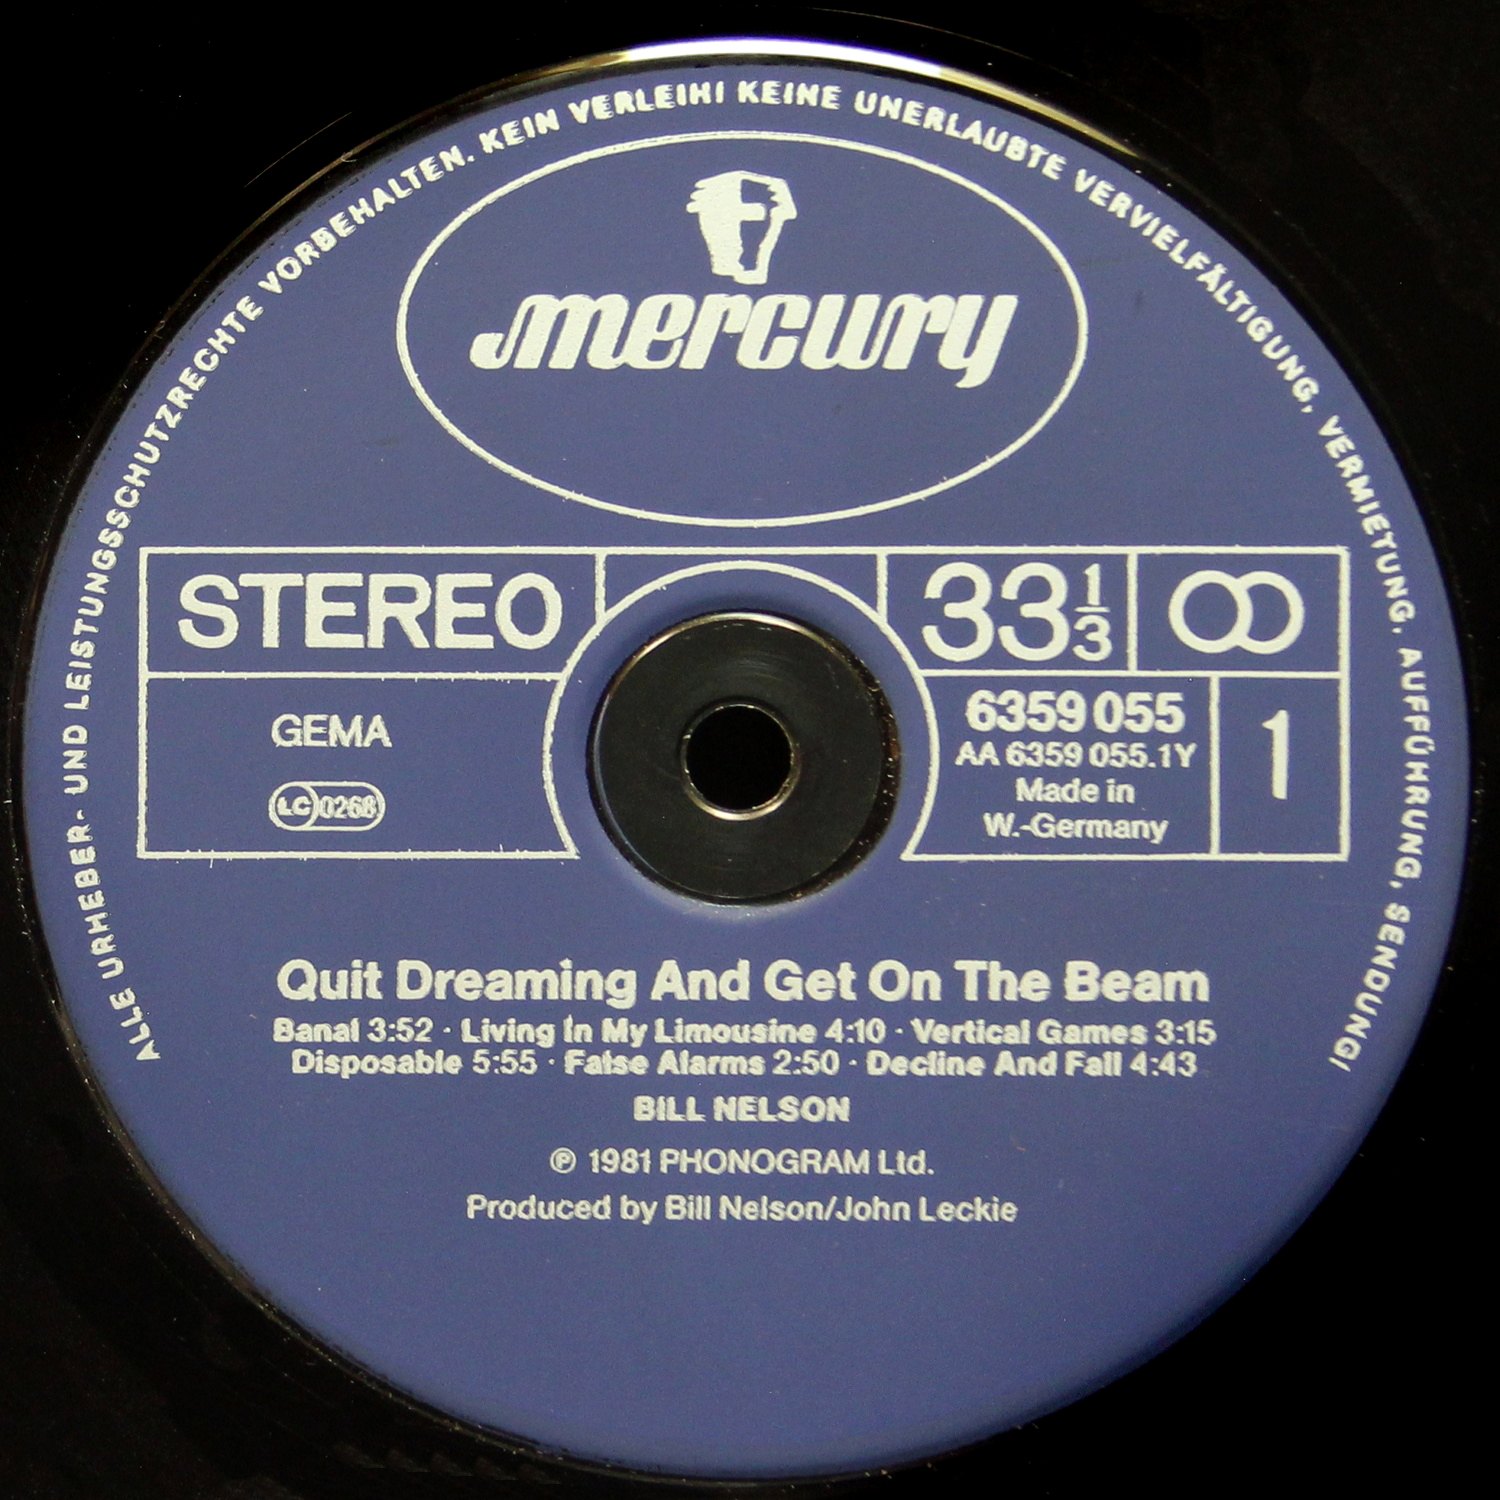 ALLE URHEBER- UND LEISTUNGSSCHUTZRECHTE VORBEHALTEN. KEIN VERLEIH! KEINE UNERLAUBTE VERVIELFÄLTIGUNG, VERMIETUNG, AUFFÜHRUNG, SENDUNG!
mercury
STEREO
33 1/3
GEMA
LC 0268
6359 055
AA 6359 055.1Y
Made in
W.-Germany
1
Quit Dreaming And Get On The Beam
Banal 3:52 · Living In My Limousine 4:10 · Vertical Games 3:15
Disposable 5:55 · False Alarms 2:50 · Decline And Fall 4:43
BILL NELSON
℗ 1981 PHONOGRAM Ltd.
Produced by Bill Nelson/John Leckie